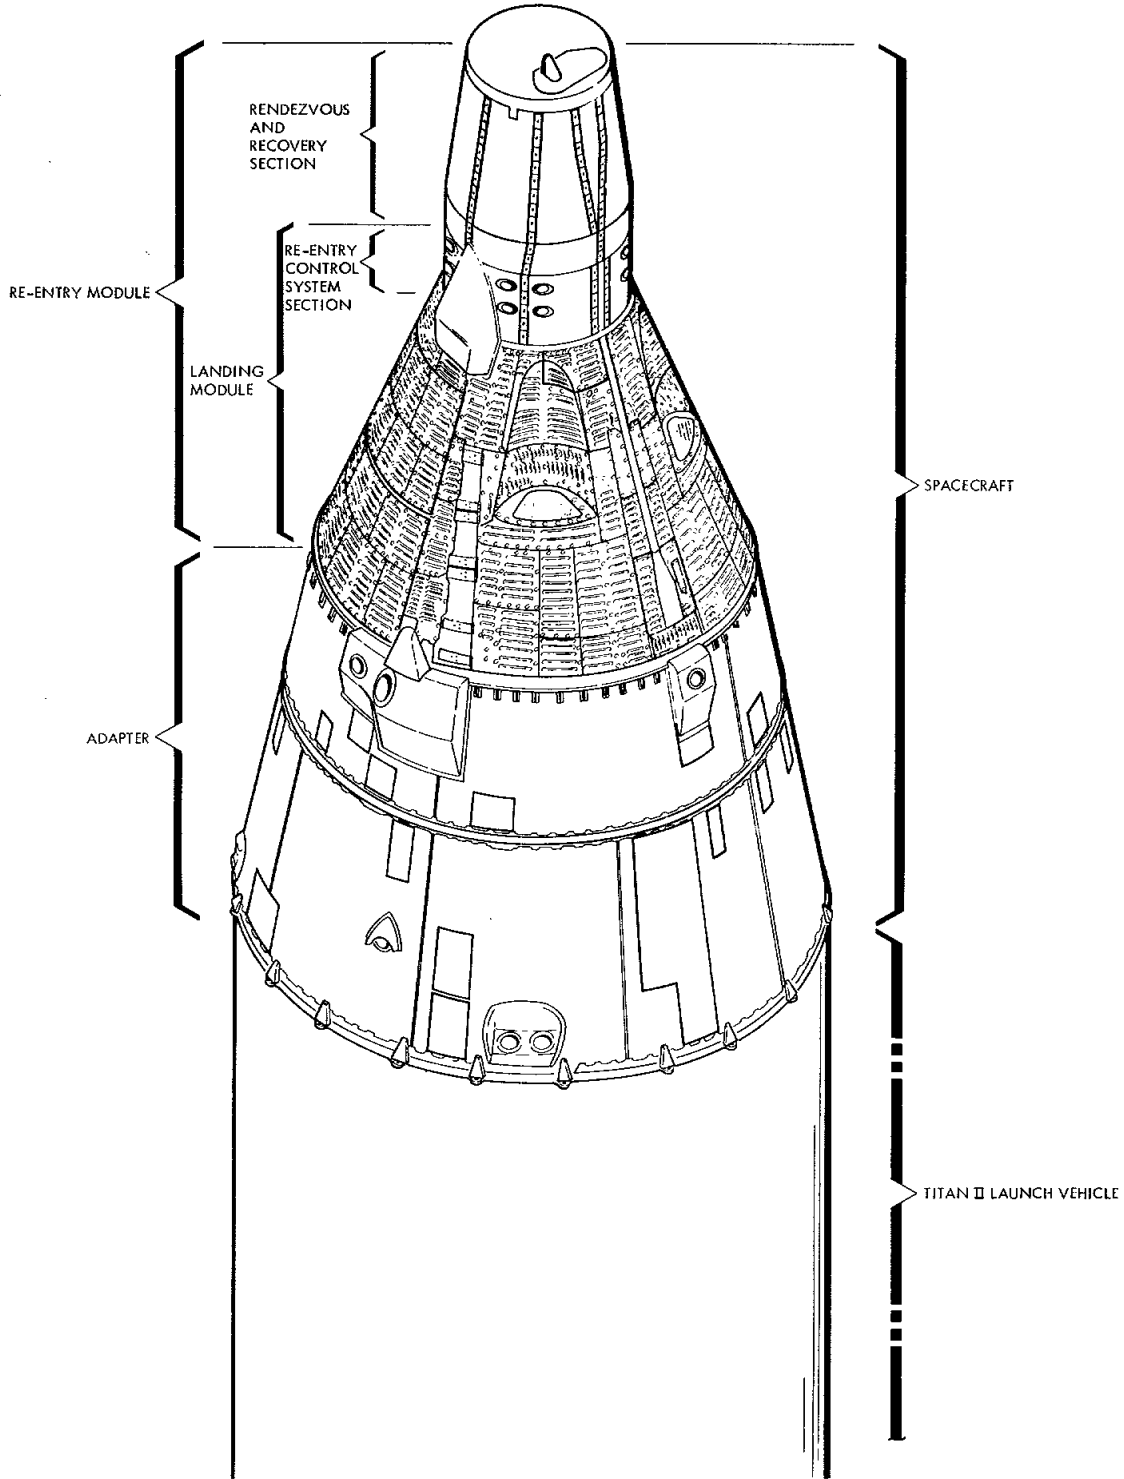 RENDEZVOUS
AND
RECOVERY
SECTION
RE-ENTRY
CONTROL
SYSTEM
SECTION
RE-ENTRY MODULE
LANDING
MODULE
SPACECRAFT
ADAPTER
TITAN II LAUNCH VEHICLE